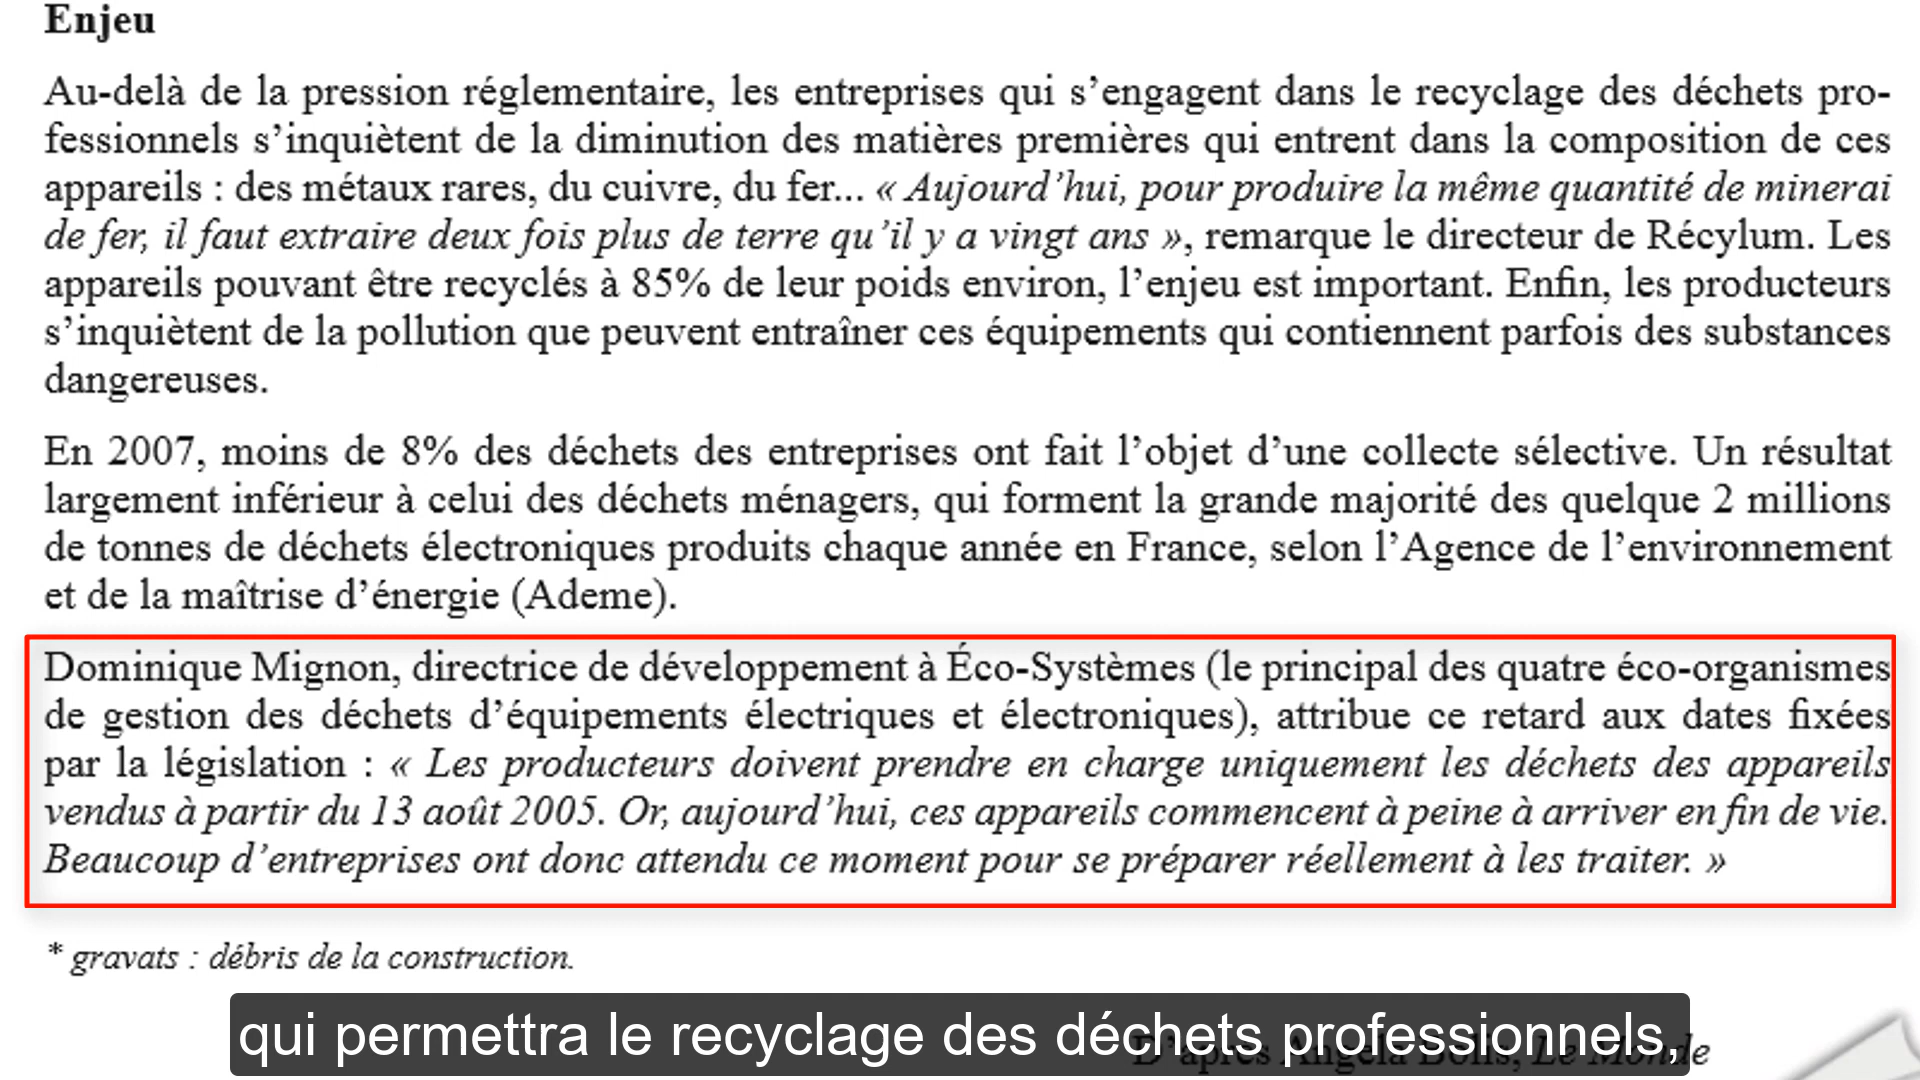 Enjeu
Au-delà de la pression réglementaire, les entreprises qui s’engagent dans le recyclage des déchets pro-
fessionnels s’inquiètent de la diminution des matières premières qui entrent dans la composition de ces
appareils : des métaux rares, du cuivre, du fer... « Aujourd’hui, pour produire la même quantité de minerai
de fer, il faut extraire deux fois plus de terre qu’il y a vingt ans », remarque le directeur de Récylum. Les
appareils pouvant être recyclés à 85% de leur poids environ, l’enjeu est important. Enfin, les producteurs
s’inquiètent de la pollution que peuvent entraîner ces équipements qui contiennent parfois des substances
dangereuses.
En 2007, moins de 8% des déchets des entreprises ont fait l’objet d’une collecte sélective. Un résultat
largement inférieur à celui des déchets ménagers, qui forment la grande majorité des quelque 2 millions
de tonnes de déchets électroniques produits chaque année en France, selon l’Agence de l’environnement
et de la maîtrise d’énergie (Ademe).
Dominique Mignon, directrice de développement à Éco-Systèmes (le principal des quatre éco-organismes
de gestion des déchets d’équipements électriques et électroniques), attribue ce retard aux dates fixées
par la législation : « Les producteurs doivent prendre en charge uniquement les déchets des appareils
vendus à partir du 13 août 2005. Or, aujourd’hui, ces appareils commencent à peine à arriver en fin de vie.
Beaucoup d’entreprises ont donc attendu ce moment pour se préparer réellement à les traiter. »
* gravats : débris de la construction.
qui permettra le recyclage des déchets professionnels,
D’après Angela Bolis, Le Monde